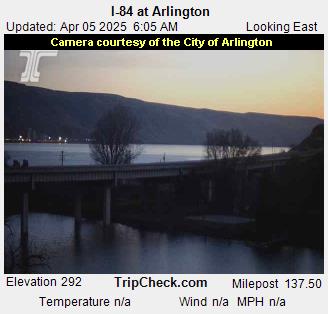 I-84 at Arlington
Updated: Apr 05 2025 6:05 AM Looking East
Camera courtesy of the City of Arlington
Elevation 292 TripCheck.com Milepost 137.50
Temperature n/a Wind n/a MPH n/a